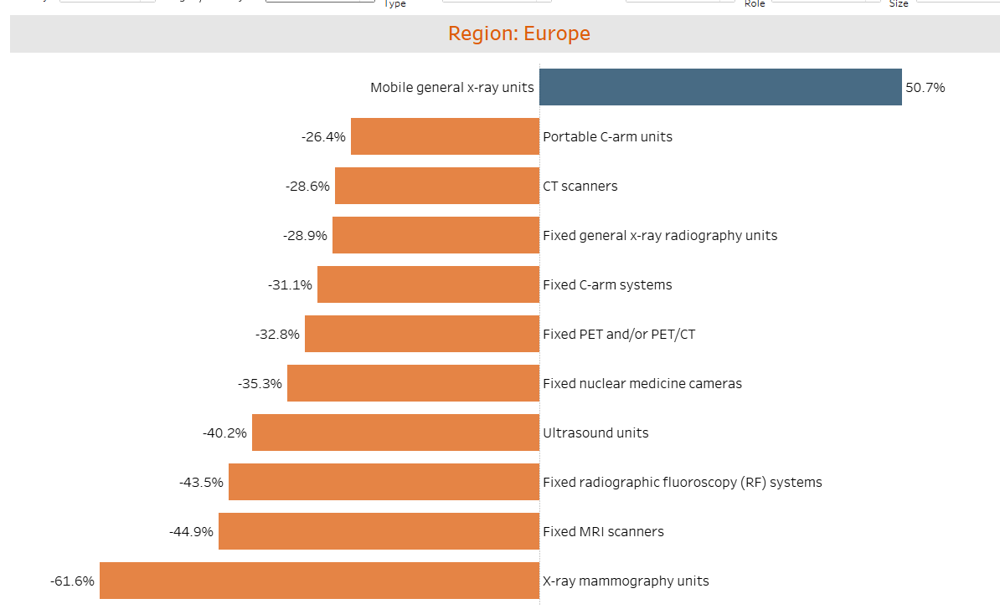 Type
Role
Size
Region: Europe
Mobile general x-ray units 50.7%
-26.4% Portable C-arm units
-28.6% CT scanners
-28.9% Fixed general x-ray radiography units
-31.1% Fixed C-arm systems
-32.8% Fixed PET and/or PET/CT
-35.3% Fixed nuclear medicine cameras
-40.2% Ultrasound units
-43.5% Fixed radiographic fluoroscopy (RF) systems
-44.9% Fixed MRI scanners
-61.6% X-ray mammography units